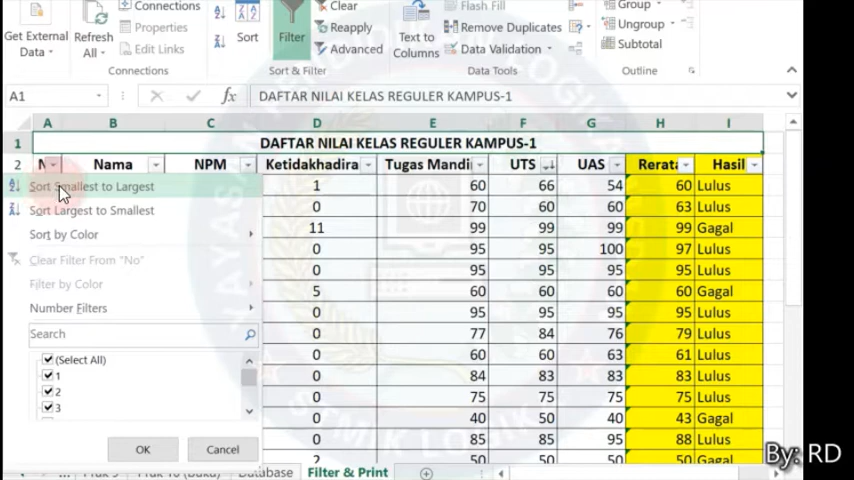 Connections
Clear
Flash Fill
Group
Get External
Data
Refresh
All
Properties
Sort
Filter
Reapply
Text to
Columns
Remove Duplicates
Ungroup
Edit Links
Advanced
Data Validation
Subtotal
Connections
Sort & Filter
Data Tools
Outline
A1
fx
DAFTAR NILAI KELAS REGULER KAMPUS-1
A B C D E F G H I
1 DAFTAR NILAI KELAS REGULER KAMPUS-1
2 N Nama NPM Ketidakhadira Tugas Mandi UTS UAS Rerata Hasil
Sort Smallest to Largest
Sort Largest to Smallest
Sort by Color
Clear Filter From "No"
Filter by Color
Number Filters
Search
(Select All)
1
2
3
OK
Cancel
1 60 66 54 60 Lulus
0 70 60 60 63 Lulus
11 99 99 99 99 Gagal
0 95 95 100 97 Lulus
0 95 95 95 95 Lulus
5 60 60 60 60 Gagal
0 95 95 95 95 Lulus
0 77 84 76 79 Lulus
0 60 60 63 61 Lulus
0 84 83 83 83 Lulus
0 75 75 75 75 Lulus
0 40 50 40 43 Gagal
0 85 85 95 88 Lulus
2 50 50 50 50 Gagal
Database
Filter & Print
By: RD